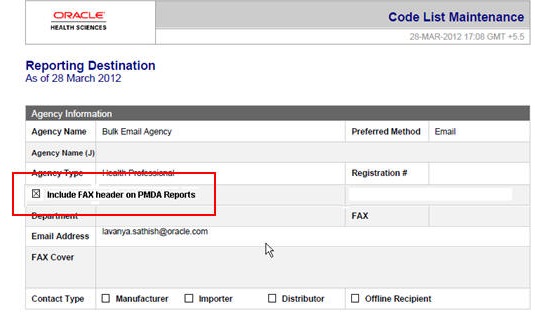 ORACLE
HEALTH SCIENCES
Code List Maintenance
28-MAR-2012 17:08 GMT +5.5
Reporting Destination
As of 28 March 2012
Agency Information
Agency Name Bulk Email Agency Preferred Method Email
Agency Name (J)
Agency Type Health Professional Registration #
Include FAX header on PMDA Reports
Department FAX
Email Address lavanya.sathish@oracle.com
FAX Cover
Contact Type Manufacturer Importer Distributor Offline Recipient